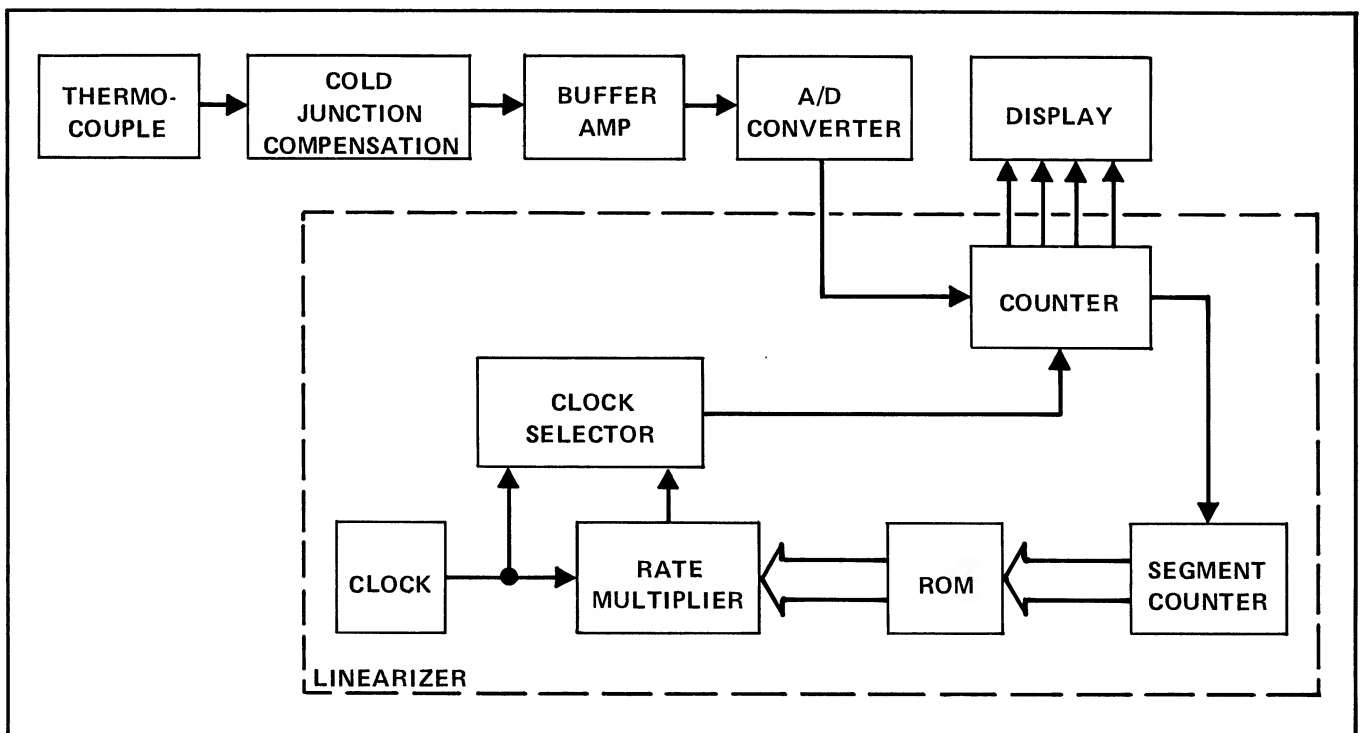 THERMO-
COUPLE
COLD
JUNCTION
COMPENSATION
BUFFER
AMP
A/D
CONVERTER
DISPLAY
COUNTER
CLOCK
SELECTOR
CLOCK
RATE
MULTIPLIER
ROM
SEGMENT
COUNTER
LINEARIZER